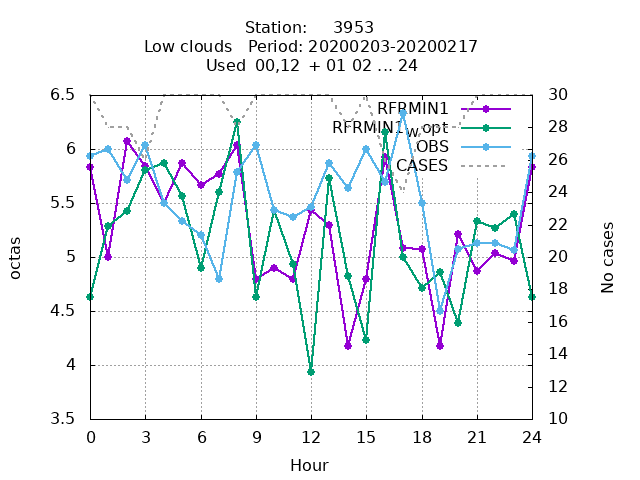 Station: 3953
Low clouds Period: 20200203-20200217
Used 00,12 + 01 02 ... 24
RFRMIN1
RFRMIN1_W_opt
OBS
CASES
octas
6.5
6
5.5
5
4.5
4
3.5
30
28
26
24
22
20
18
16
14
12
10
No cases
0 3 6 9 12 15 18 21 24
Hour